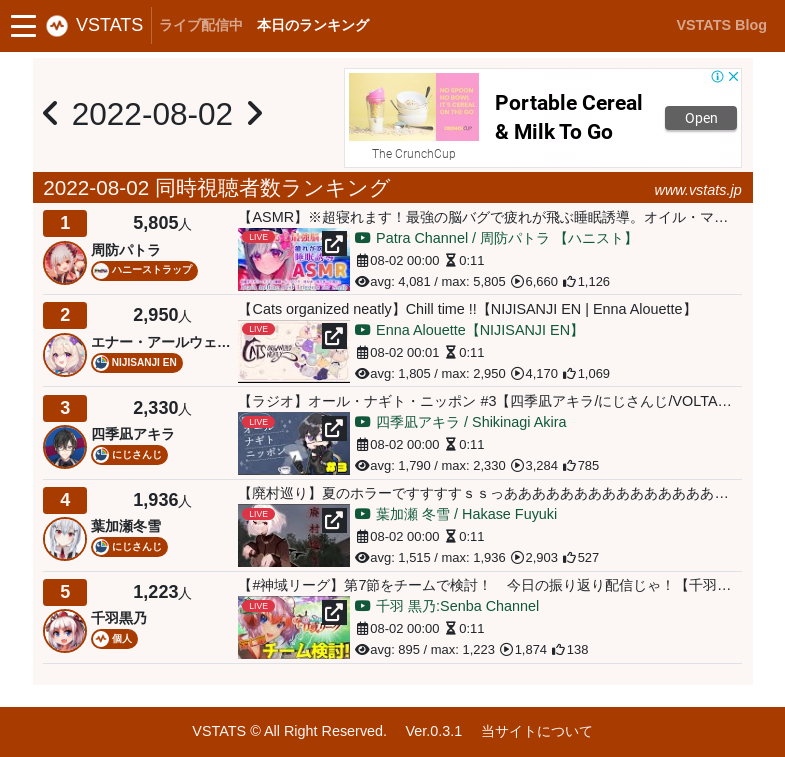 VSTATS ライブ配信中 本日のランキング VSTATS Blog
2022-08-02
NO SPOON
NO BOWL
IT'S CEREAL
ON THE GO!
Portable Cereal
& Milk To Go
Open
The CrunchCup
2022-08-02 同時視聴者数ランキング www.vstats.jp
1 5,805人
周防パトラ
ハニーストラップ
【ASMR】※超寝れます！最強の脳バグで疲れが飛ぶ睡眠誘導。オイル・マ…
LIVE
ASMR
Patra Channel / 周防パトラ 【ハニスト】
08-02 00:00 0:11
avg: 4,081 / max: 5,805 6,660 1,126
2 2,950人
エナー・アールウェ…
NIJISANJI EN
【Cats organized neatly】Chill time !!【NIJISANJI EN | Enna Alouette】
LIVE
CATS ORGANIZED NEATLY
Enna Alouette【NIJISANJI EN】
08-02 00:01 0:11
avg: 1,805 / max: 2,950 4,170 1,069
3 2,330人
四季凪アキラ
にじさんじ
【ラジオ】オール・ナギト・ニッポン #3【四季凪アキラ/にじさんじ/VOLTA…
LIVE
オール
ナギト
ニッポン
#3
四季凪アキラ / Shikinagi Akira
08-02 00:00 0:11
avg: 1,790 / max: 2,330 3,284 785
4 1,936人
葉加瀬冬雪
にじさんじ
【廃村巡り】夏のホラーですすすすｓｓっあああああああああああああああ…
LIVE
廃村
葉加瀬 冬雪 / Hakase Fuyuki
08-02 00:00 0:11
avg: 1,515 / max: 1,936 2,903 527
5 1,223人
千羽黒乃
個人
【#神域リーグ】第7節をチームで検討！　今日の振り返り配信じゃ！【千羽…
LIVE
チーム検討!
千羽 黒乃:Senba Channel
08-02 00:00 0:11
avg: 895 / max: 1,223 1,874 138
VSTATS © All Right Reserved. Ver.0.3.1 当サイトについて